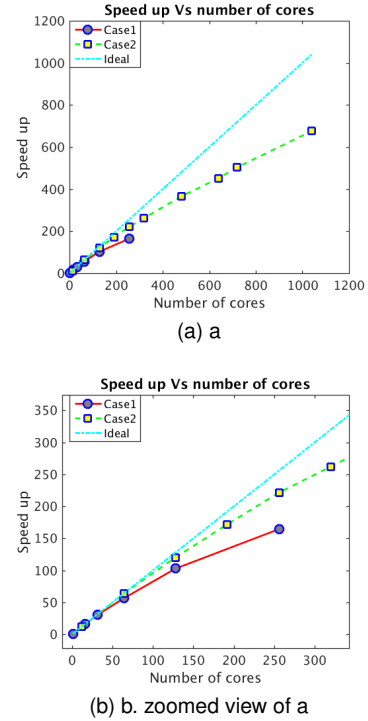 Speed up Vs number of cores
1200
1000
800
600
400
200
0
Speed up
Case1
Case2
Ideal
0 200 400 600 800 1000 1200
Number of cores
(a) a
Speed up Vs number of cores
350
300
250
200
150
100
50
0
Speed up
Case1
Case2
Ideal
0 50 100 150 200 250 300
Number of cores
(b) b. zoomed view of a